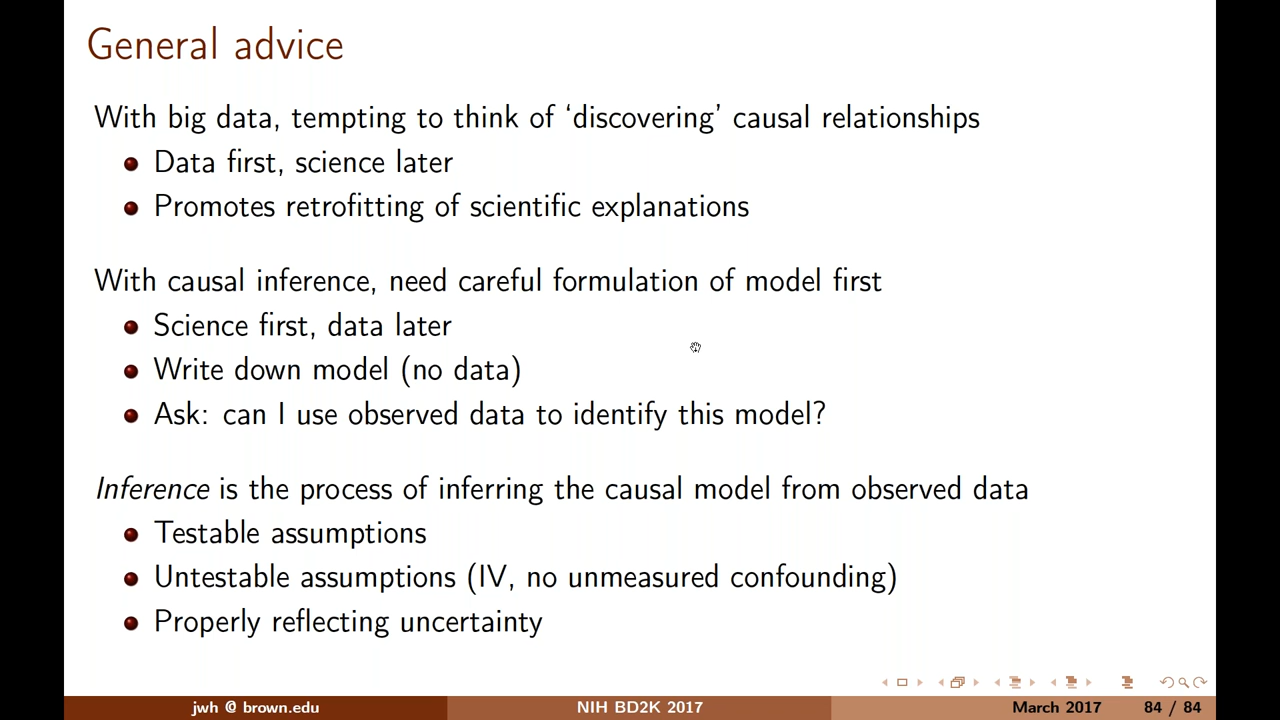 General advice
With big data, tempting to think of ‘discovering’ causal relationships
Data first, science later
Promotes retrofitting of scientific explanations
With causal inference, need careful formulation of model first
Science first, data later
Write down model (no data)
Ask: can I use observed data to identify this model?
Inference is the process of inferring the causal model from observed data
Testable assumptions
Untestable assumptions (IV, no unmeasured confounding)
Properly reflecting uncertainty
jwh @ brown.edu
NIH BD2K 2017
March 2017
84 / 84